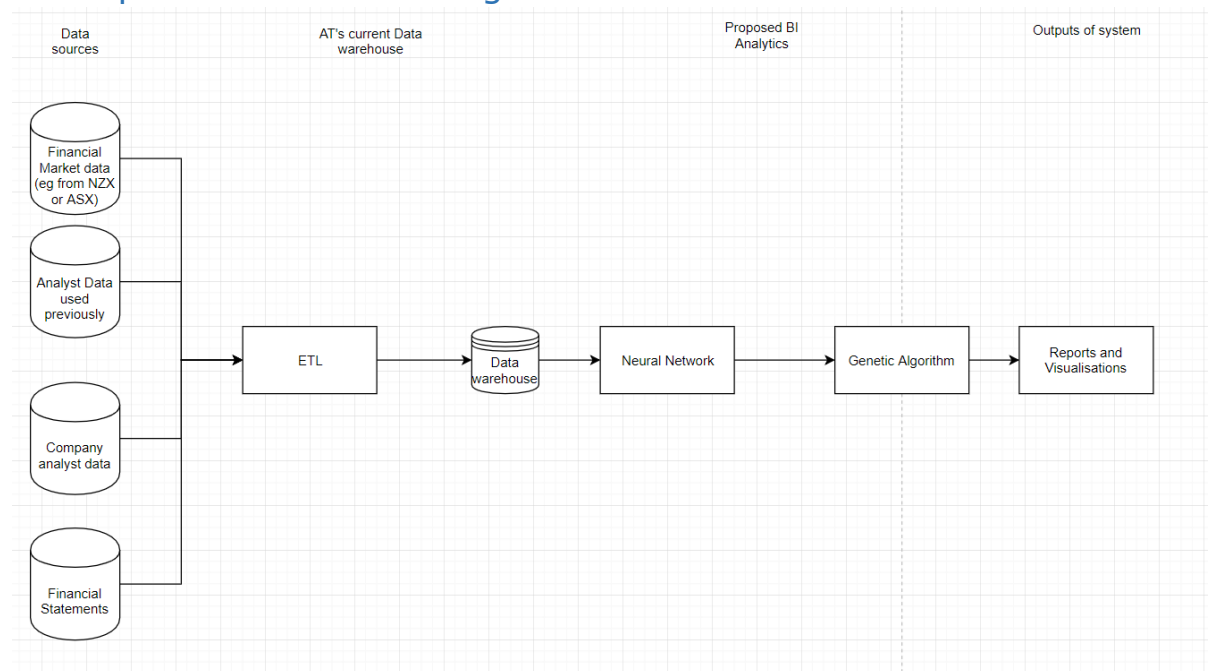 Data
sources
AT's current Data
warehouse
Proposed BI
Analytics
Outputs of system
Financial
Market data
(eg from NZX
or ASX)
Analyst Data
used
previously
Company
analyst data
Financial
Statements
ETL
Data
warehouse
Neural Network
Genetic Algorithm
Reports and
Visualisations